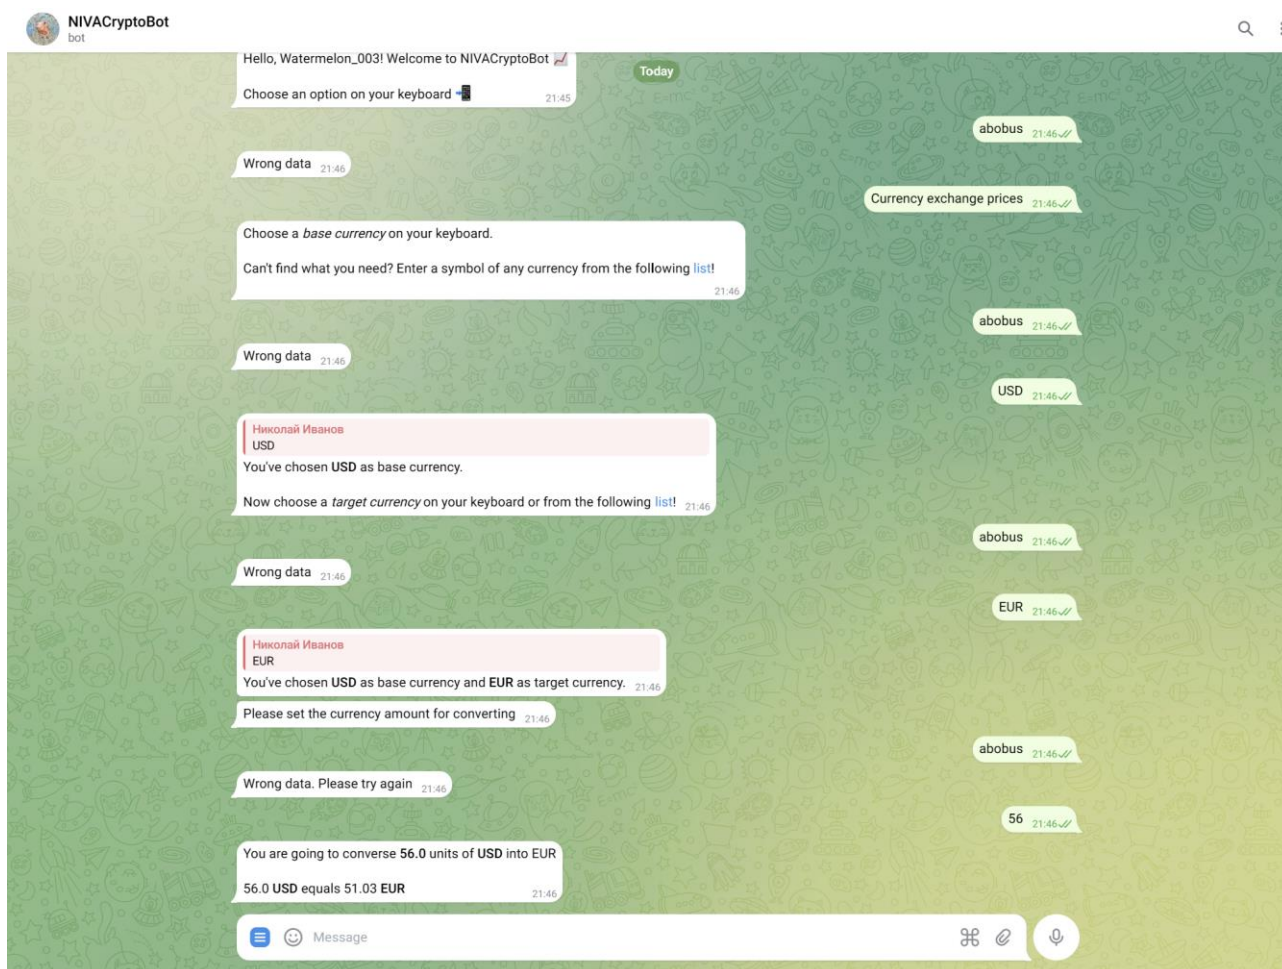 NIVACryptoBot
bot
Hello, Watermelon_003! Welcome to NIVACryptoBot 📈
Today
Choose an option on your keyboard 📲
21:45
abobus 21:46
Wrong data 21:46
Currency exchange prices 21:46
Choose a base currency on your keyboard.
Can't find what you need? Enter a symbol of any currency from the following list!
21:46
abobus 21:46
Wrong data 21:46
USD 21:46
Николай Иванов
USD
You've chosen USD as base currency.
Now choose a target currency on your keyboard or from the following list! 21:46
abobus 21:46
Wrong data 21:46
EUR 21:46
Николай Иванов
EUR
You've chosen USD as base currency and EUR as target currency. 21:46
Please set the currency amount for converting 21:46
abobus 21:46
Wrong data. Please try again 21:46
56 21:46
You are going to converse 56.0 units of USD into EUR
56.0 USD equals 51.03 EUR 21:46
Message